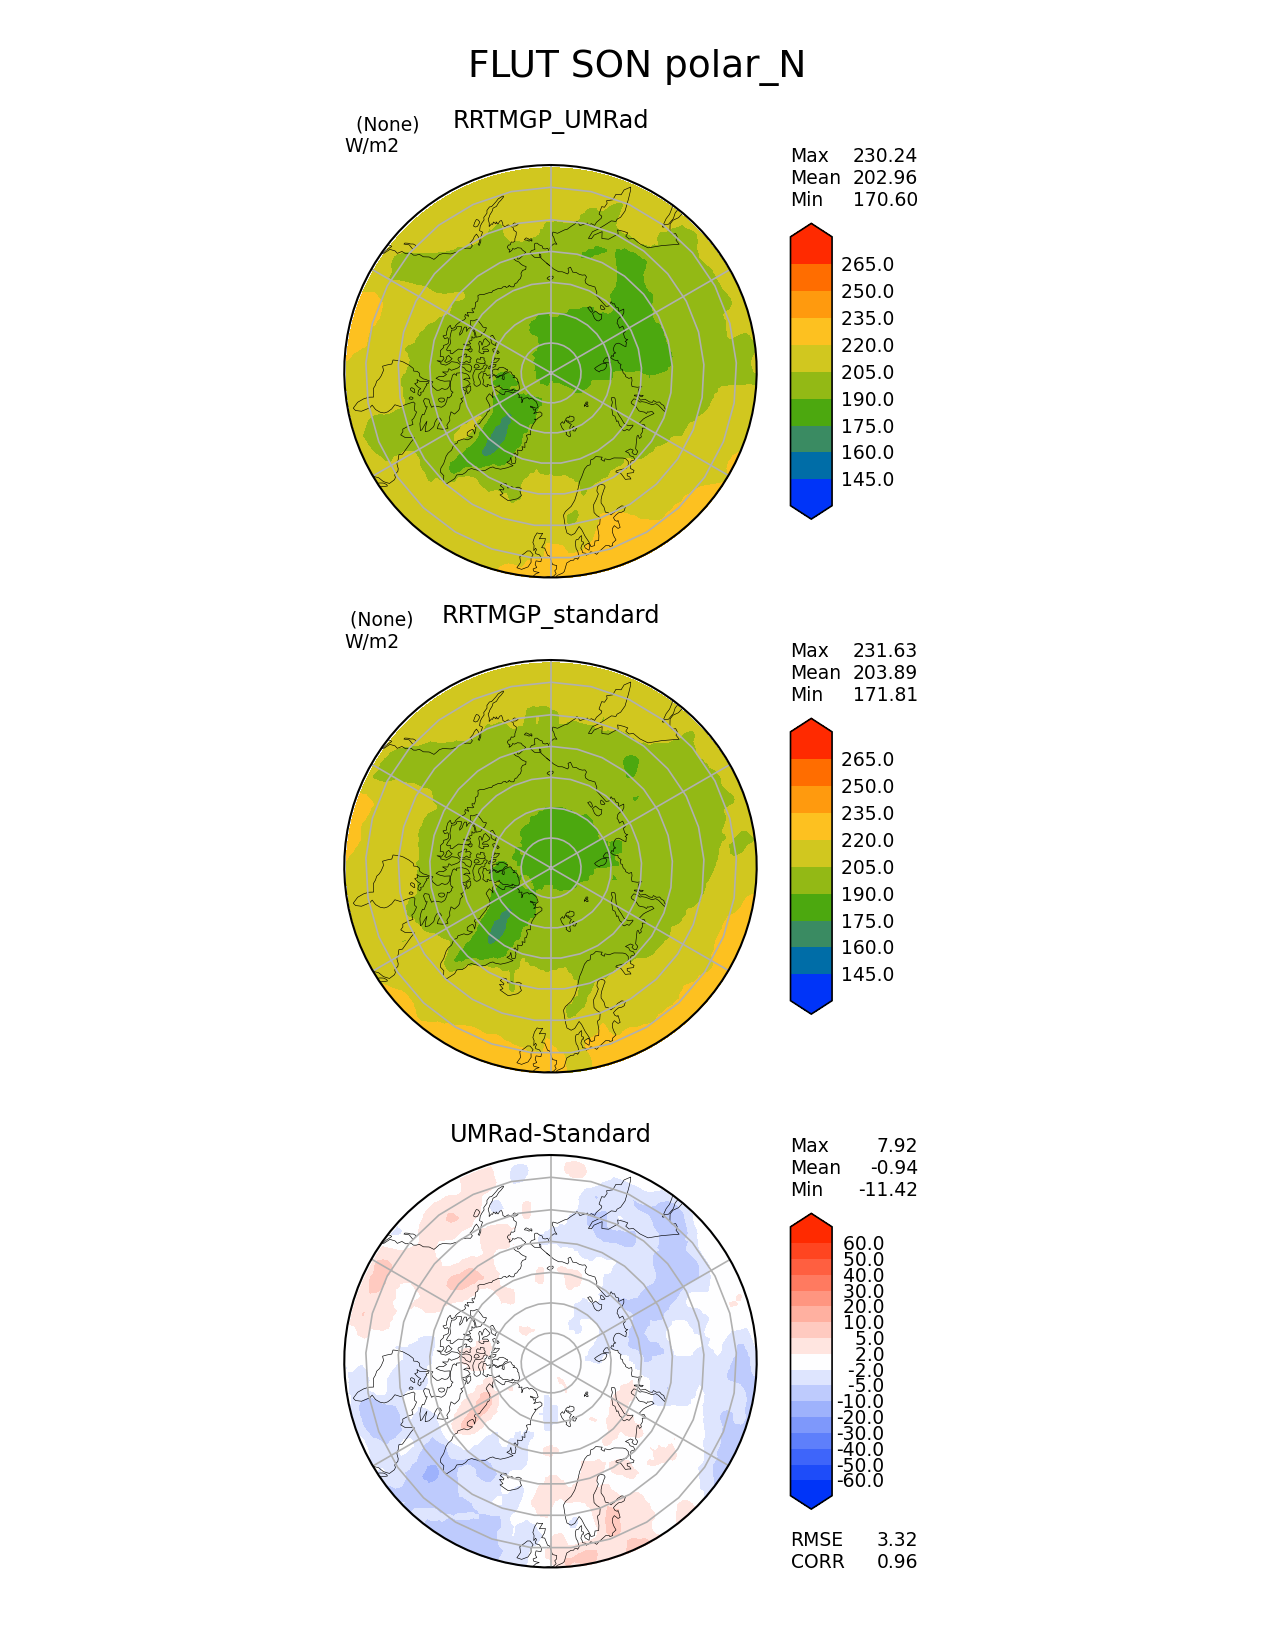 FLUT SON polar_N
(None) RRTMGP_UMRad
W/m2
Max 230.24
Mean 202.96
Min 170.60
265.0
250.0
235.0
220.0
205.0
190.0
175.0
160.0
145.0
(None) RRTMGP_standard
W/m2
Max 231.63
Mean 203.89
Min 171.81
265.0
250.0
235.0
220.0
205.0
190.0
175.0
160.0
145.0
UMRad-Standard
Max 7.92
Mean -0.94
Min -11.42
60.0
50.0
40.0
30.0
20.0
10.0
5.0
2.0
-2.0
-5.0
-10.0
-20.0
-30.0
-40.0
-50.0
-60.0
RMSE 3.32
CORR 0.96